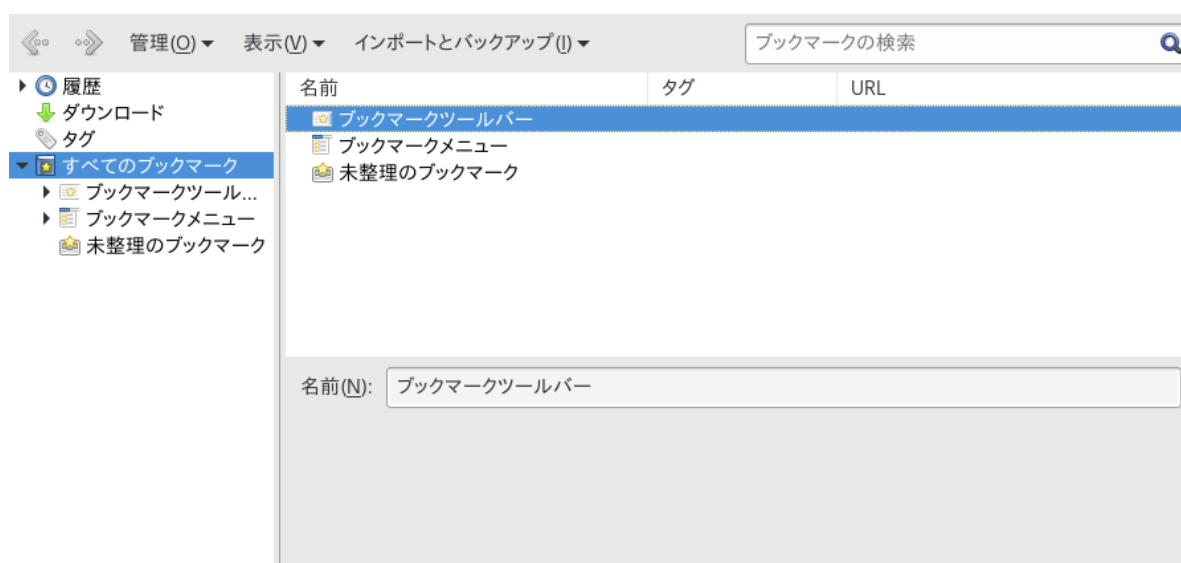 管理(O) 表示(V) インポートとバックアップ(I) ブックマークの検索
履歴
ダウンロード
タグ
すべてのブックマーク
ブックマークツール...
ブックマークメニュー
未整理のブックマーク
名前 タグ URL
ブックマークツールバー
ブックマークメニュー
未整理のブックマーク
名前(N): ブックマークツールバー